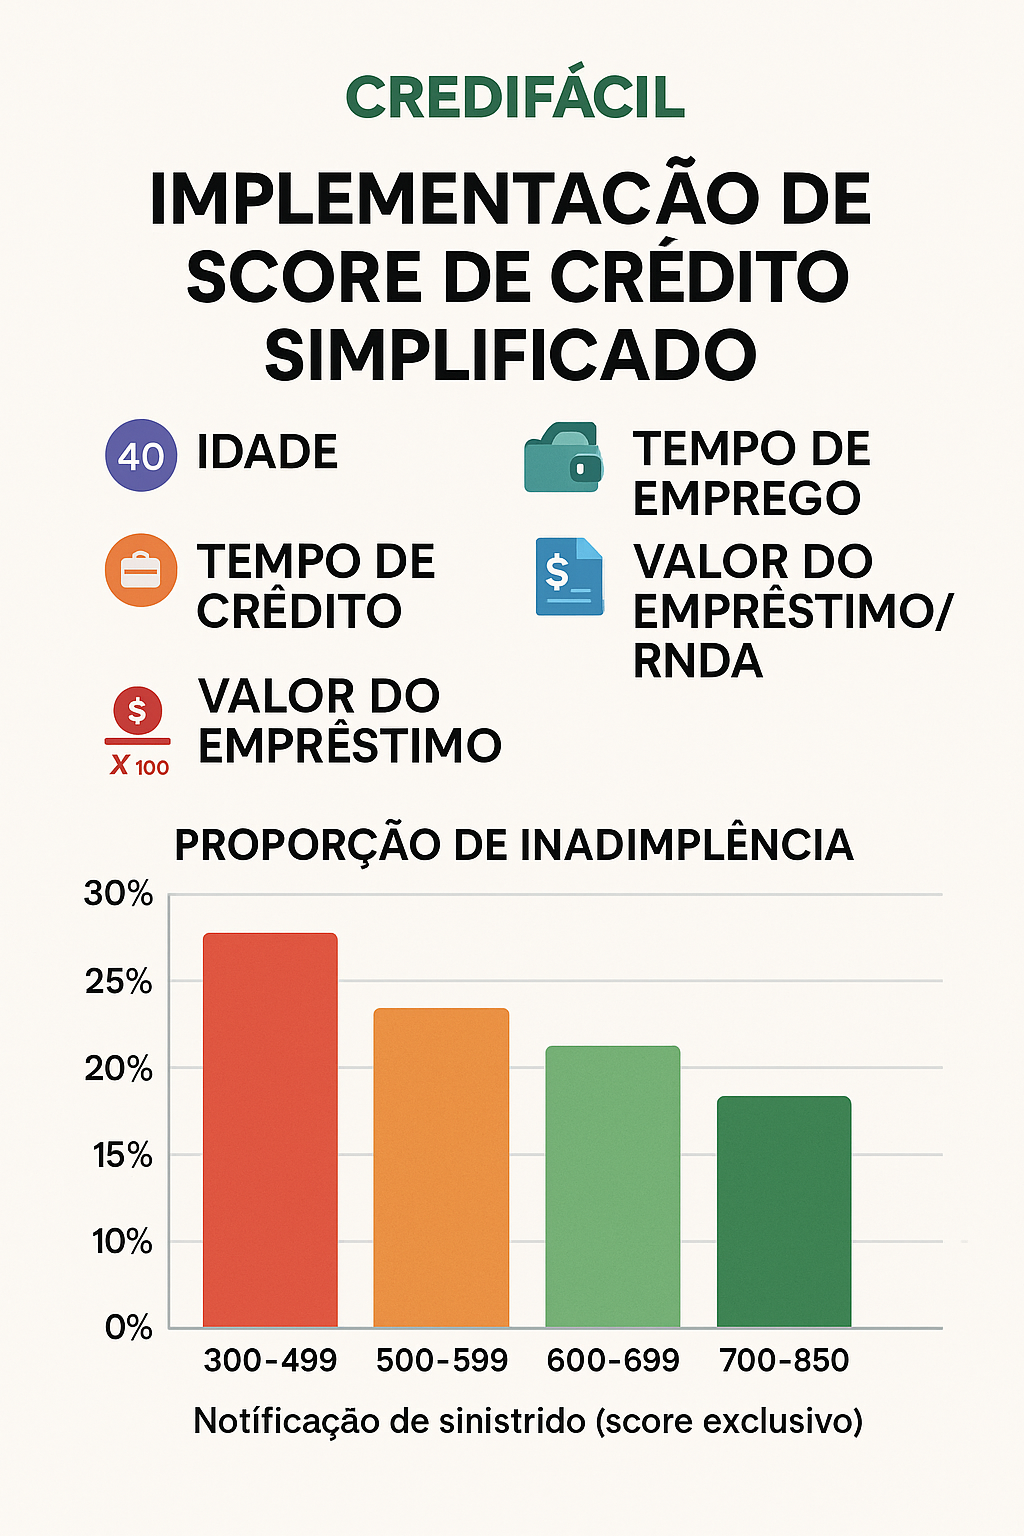 CREDIFÁCIL
IMPLEMENTACÃO DE
SCORE DE CRÉDITO
SIMPLIFICADO
40 IDADE
TEMPO DE
EMPREGO
TEMPO DE
CRÊDITO
$ VALOR DO
EMPRÊSTIMO/
RNDA
$ VALOR DO
EMPRÊSTIMO
X 100
PROPORÇÃO DE INADIMPLÊNCIA
30%
25%
20%
15%
10%
0%
300-499 500-599 600-699 700-850
Notíficação de sinistrido (score exclusivo)